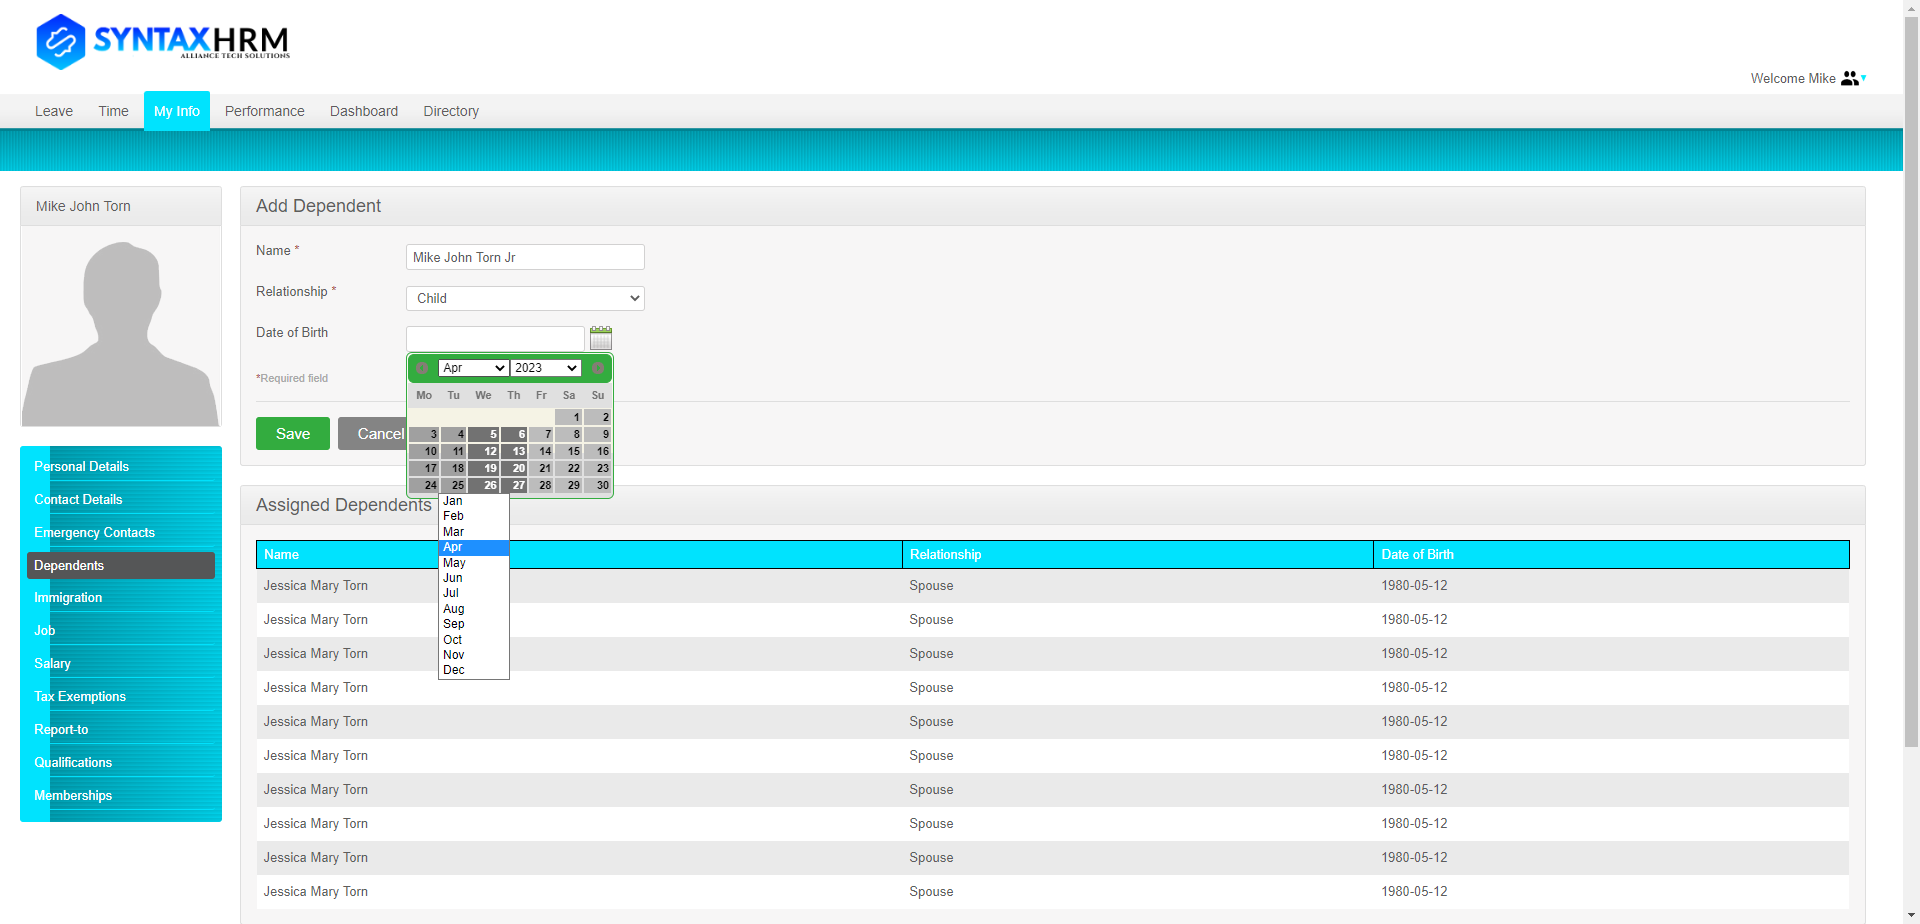 SYNTAXHRM
ALLIANCE TECH SOLUTIONS
Welcome Mike
Leave Time My Info Performance Dashboard Directory
Mike John Torn
Personal Details
Contact Details
Emergency Contacts
Dependents
Immigration
Job
Salary
Tax Exemptions
Report-to
Qualifications
Memberships
Add Dependent
Name *
Mike John Torn Jr
Relationship *
Child
Date of Birth
*Required field
Save Cancel
Apr 2023
Mo Tu We Th Fr Sa Su
1 2
3 4 5 6 7 8 9
10 11 12 13 14 15 16
17 18 19 20 21 22 23
24 25 26 27 28 29 30
Jan
Feb
Mar
Apr
May
Jun
Jul
Aug
Sep
Oct
Nov
Dec
Assigned Dependents
Name Relationship Date of Birth
Jessica Mary Torn Spouse 1980-05-12
Jessica Mary Torn Spouse 1980-05-12
Jessica Mary Torn Spouse 1980-05-12
Jessica Mary Torn Spouse 1980-05-12
Jessica Mary Torn Spouse 1980-05-12
Jessica Mary Torn Spouse 1980-05-12
Jessica Mary Torn Spouse 1980-05-12
Jessica Mary Torn Spouse 1980-05-12
Jessica Mary Torn Spouse 1980-05-12
Jessica Mary Torn Spouse 1980-05-12